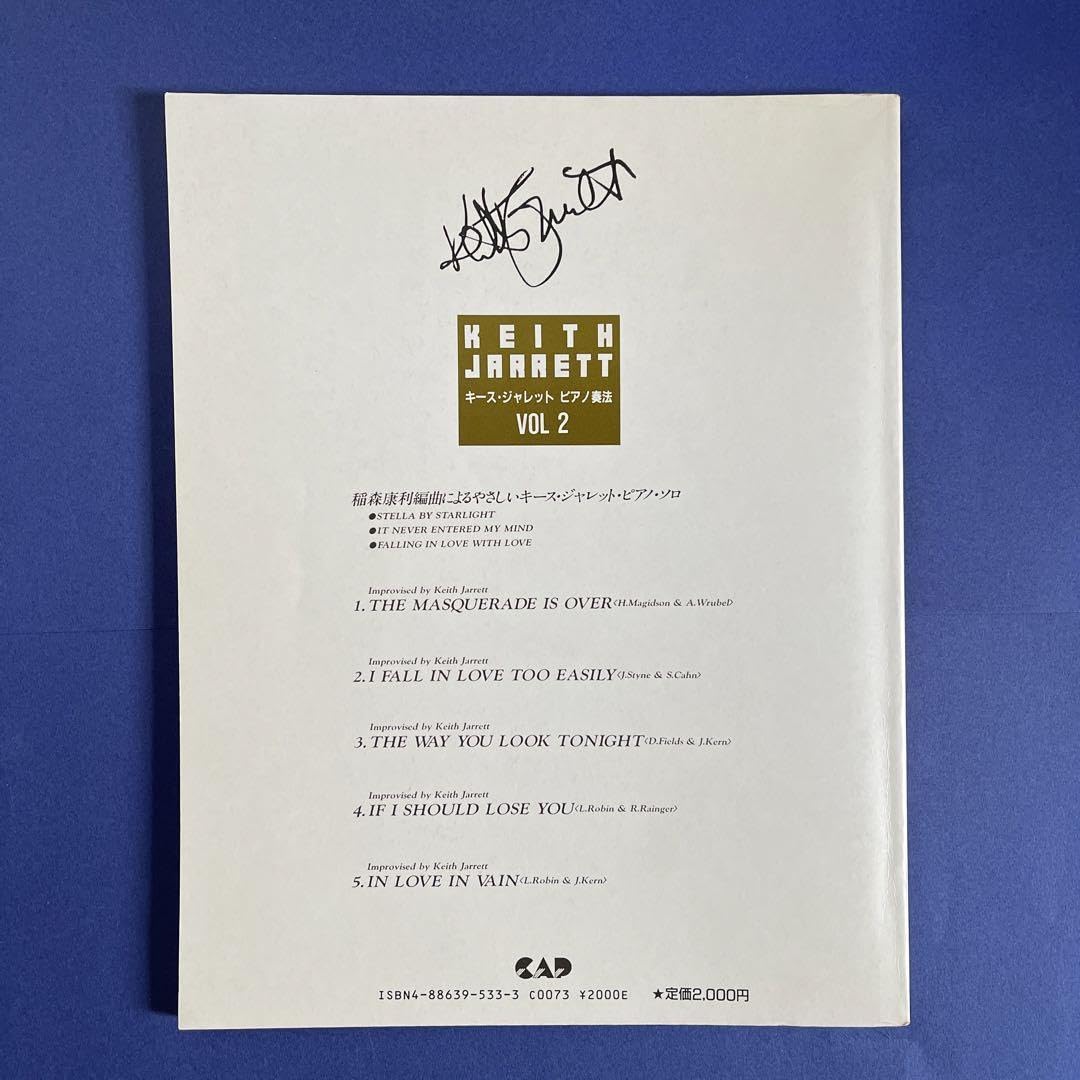 Keith Jarrett
KEITH
JARRETT
キース・ジャレット ピアノ奏法
VOL 2
稲森康利編曲によるやさしいキース・ジャレット・ピアノ・ソロ
●STELLA BY STARLIGHT
●IT NEVER ENTERED MY MIND
●FALLING IN LOVE WITH LOVE
Improvised by Keith Jarrett
1. THE MASQUERADE IS OVER〈H.Magidson & A.Wrubel〉
Improvised by Keith Jarrett
2. I FALL IN LOVE TOO EASILY〈J.Styne & S.Cahn〉
Improvised by Keith Jarrett
3. THE WAY YOU LOOK TONIGHT〈D.Fields & J.Kern〉
Improvised by Keith Jarrett
4. IF I SHOULD LOSE YOU〈L.Robin & R.Rainger〉
Improvised by Keith Jarrett
5. IN LOVE IN VAIN〈L.Robin & J.Kern〉
CAP
ISBN4-88639-533-3 C0073 ¥2000E ★定価2,000円